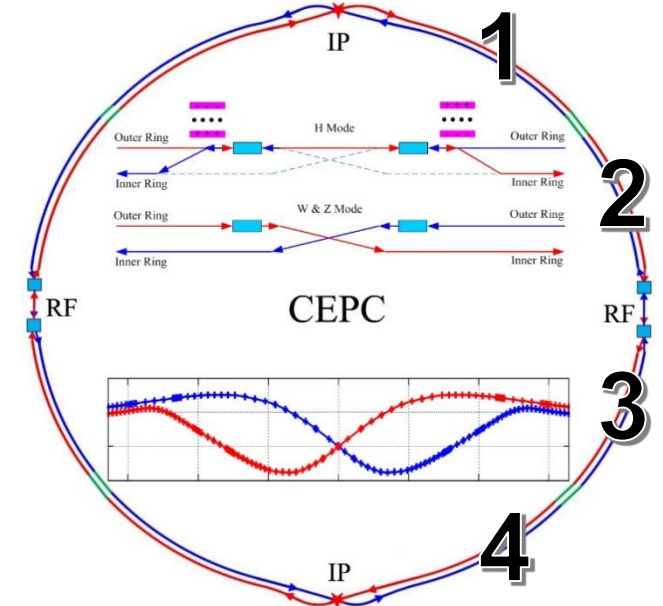 1
IP
H Mode
Outer Ring
Outer Ring
Inner Ring
Inner Ring
2
W & Z Mode
Outer Ring
Outer Ring
Inner Ring
Inner Ring
RF
CEPC
RF
3
4
IP